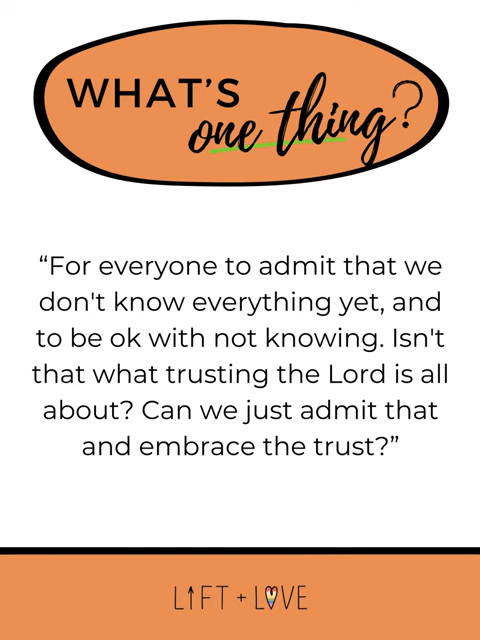 WHAT'S
one thing?
“For everyone to admit that we
don't know everything yet, and
to be ok with not knowing. Isn't
that what trusting the Lord is all
about? Can we just admit that
and embrace the trust?”
LIFT + LOVE